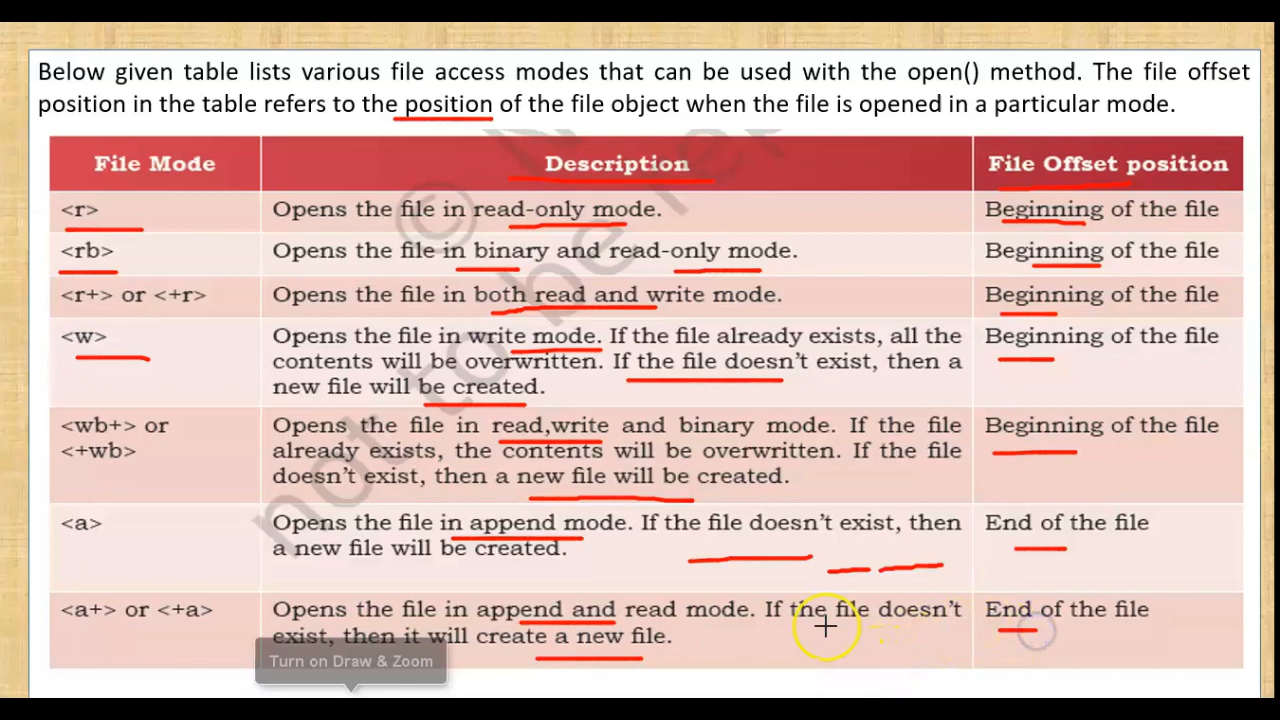 Below given table lists various file access modes that can be used with the open() method. The file offset
position in the table refers to the position of the file object when the file is opened in a particular mode.
File Mode Description File Offset position
<r> Opens the file in read-only mode. Beginning of the file
<rb> Opens the file in binary and read-only mode. Beginning of the file
<r+> or <+r> Opens the file in both read and write mode. Beginning of the file
<w> Opens the file in write mode. If the file already exists, all the Beginning of the file
contents will be overwritten. If the file doesn't exist, then a
new file will be created.
<wb+> or Opens the file in read,write and binary mode. If the file Beginning of the file
<+wb> already exists, the contents will be overwritten. If the file
doesn't exist, then a new file will be created.
<a> Opens the file in append mode. If the file doesn't exist, then End of the file
a new file will be created.
<a+> or <+a> Opens the file in append and read mode. If the file doesn't End of the file
exist, then it will create a new file.
Turn on Draw & Zoom
©
not to be